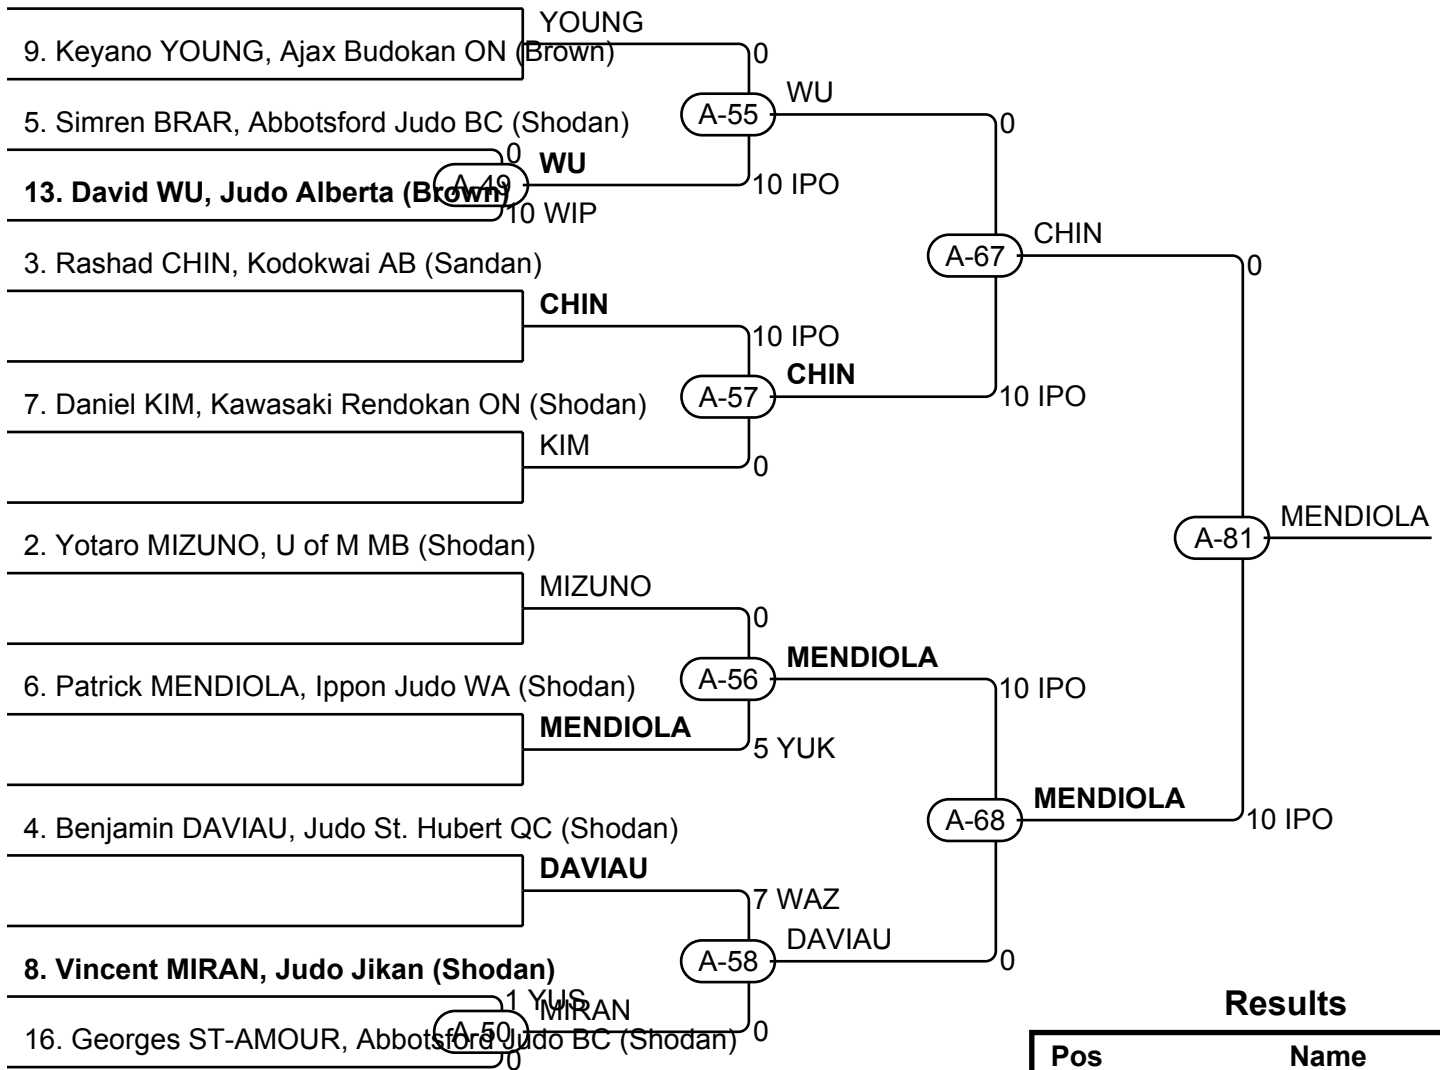 YOUNG
9. Keyano YOUNG, Ajax Budokan ON (Brown)
0
WU
A-55
0
5. Simren BRAR, Abbotsford Judo BC (Shodan)
0
WU
10 IPO
13. David WU, Judo Alberta (Brown)
A-49
10 WIP
CHIN
A-67
0
3. Rashad CHIN, Kodokwai AB (Sandan)
CHIN
10 IPO
CHIN
A-57
10 IPO
7. Daniel KIM, Kawasaki Rendokan ON (Shodan)
KIM
0
MENDIOLA
A-81
2. Yotaro MIZUNO, U of M MB (Shodan)
MIZUNO
0
MENDIOLA
A-56
10 IPO
6. Patrick MENDIOLA, Ippon Judo WA (Shodan)
MENDIOLA
5 YUK
MENDIOLA
A-68
10 IPO
4. Benjamin DAVIAU, Judo St. Hubert QC (Shodan)
DAVIAU
7 WAZ
DAVIAU
A-58
0
8. Vincent MIRAN, Judo Jikan (Shodan)
1 YUS
MIRAN
0
A-50
16. Georges ST-AMOUR, Abbotsford Judo BC (Shodan)
0
Results
Pos Name